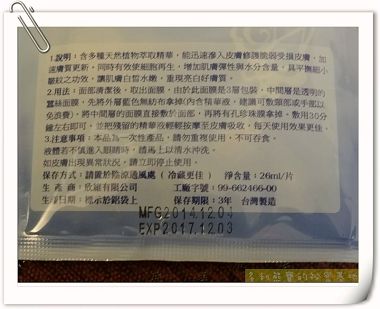 1.說明：含多種天然植物萃取精華，能迅速滲入皮膚修護脆弱受損皮膚，加
速膚質更新，同時有效使細胞再生，增加肌膚彈性與水分含量，具平撫細小
皺紋之功效，讓肌膚白皙水嫩，重現亮白好膚質。
2.用法：面部清潔後，取出面膜，由於此面膜是3層包裝，中間層是透明的
蠶絲面膜，先將外層藍色無紡布拿掉(內含精華液，建議可敷頸部或手部以
免浪費)，將中間層的面膜直接敷於面部，再將有孔珍珠膜拿掉。敷用30分
鐘左右即可，並把殘留的精華液輕輕按摩至皮膚吸收，每天使用效果更佳
3.注意事項：本品為一次性產品，請勿重複使用，不可吞食。
液體若不慎進入眼睛時，請馬上以清水沖洗。
如皮膚出現異常狀況，請立即停止使用。
保存方式：請置於陰涼通風處（冷藏更佳） 淨含量：26ml/片
生 產 商：欣羅有限公司 工廠字號：99-662466-00
生產日期：標示於鋁袋上 保存期限：3年 台灣製造
MFG2014.12.04
EXP2017.12.03